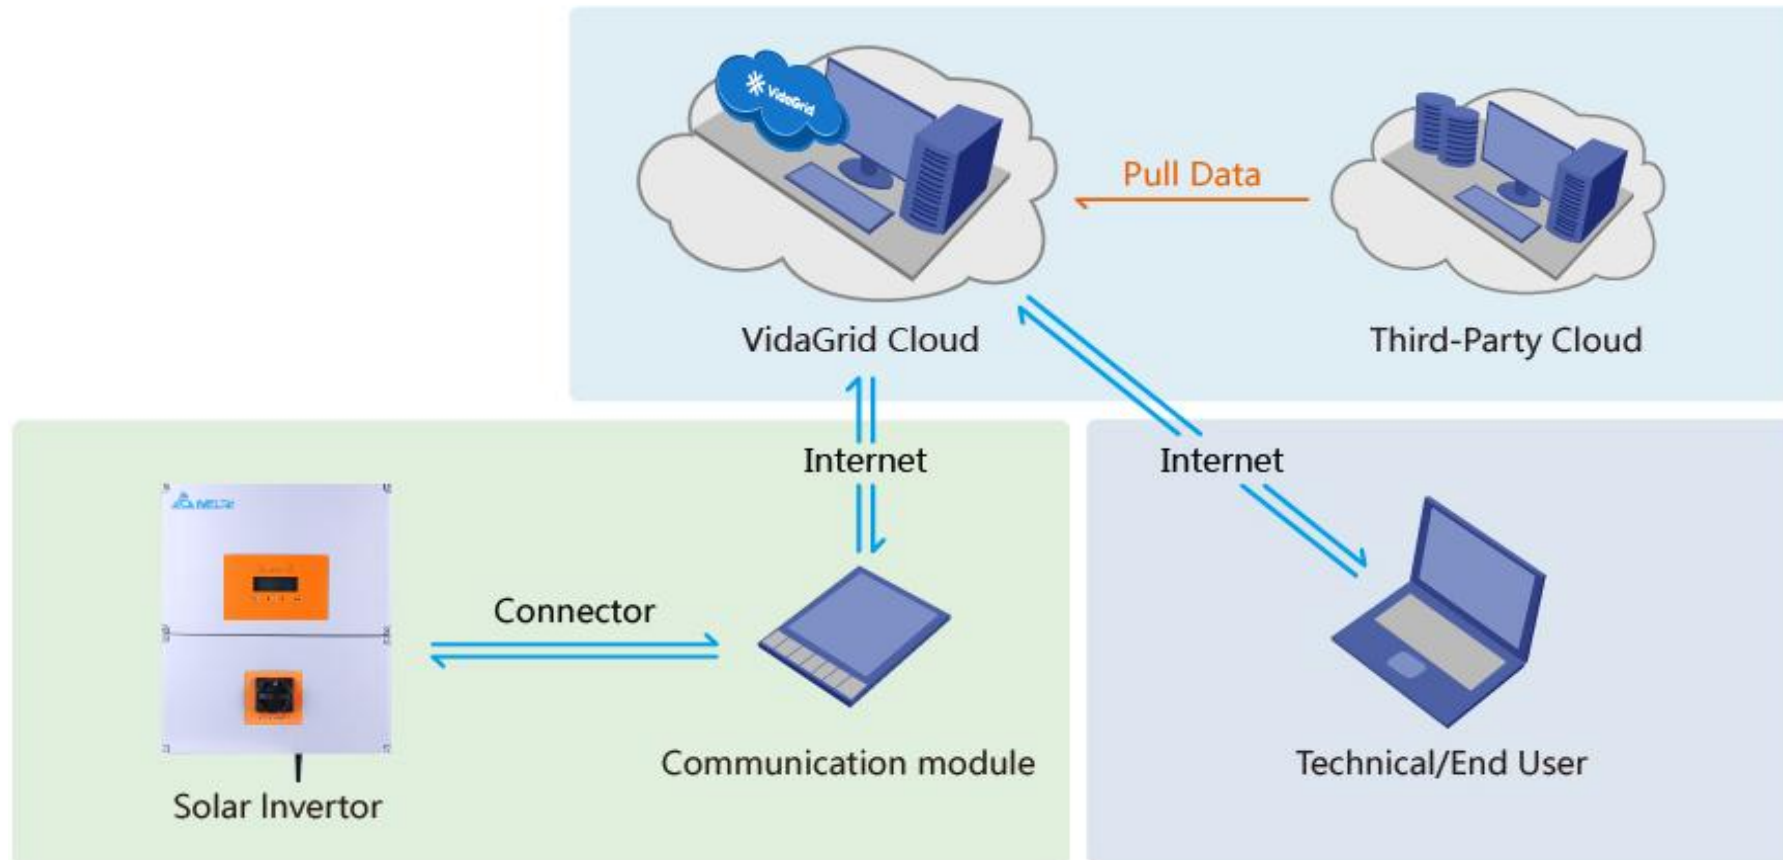 VidaGrid
Pull Data
VidaGrid Cloud
Third-Party Cloud
Internet
Internet
Connector
Communication module
Technical/End User
Solar Invertor